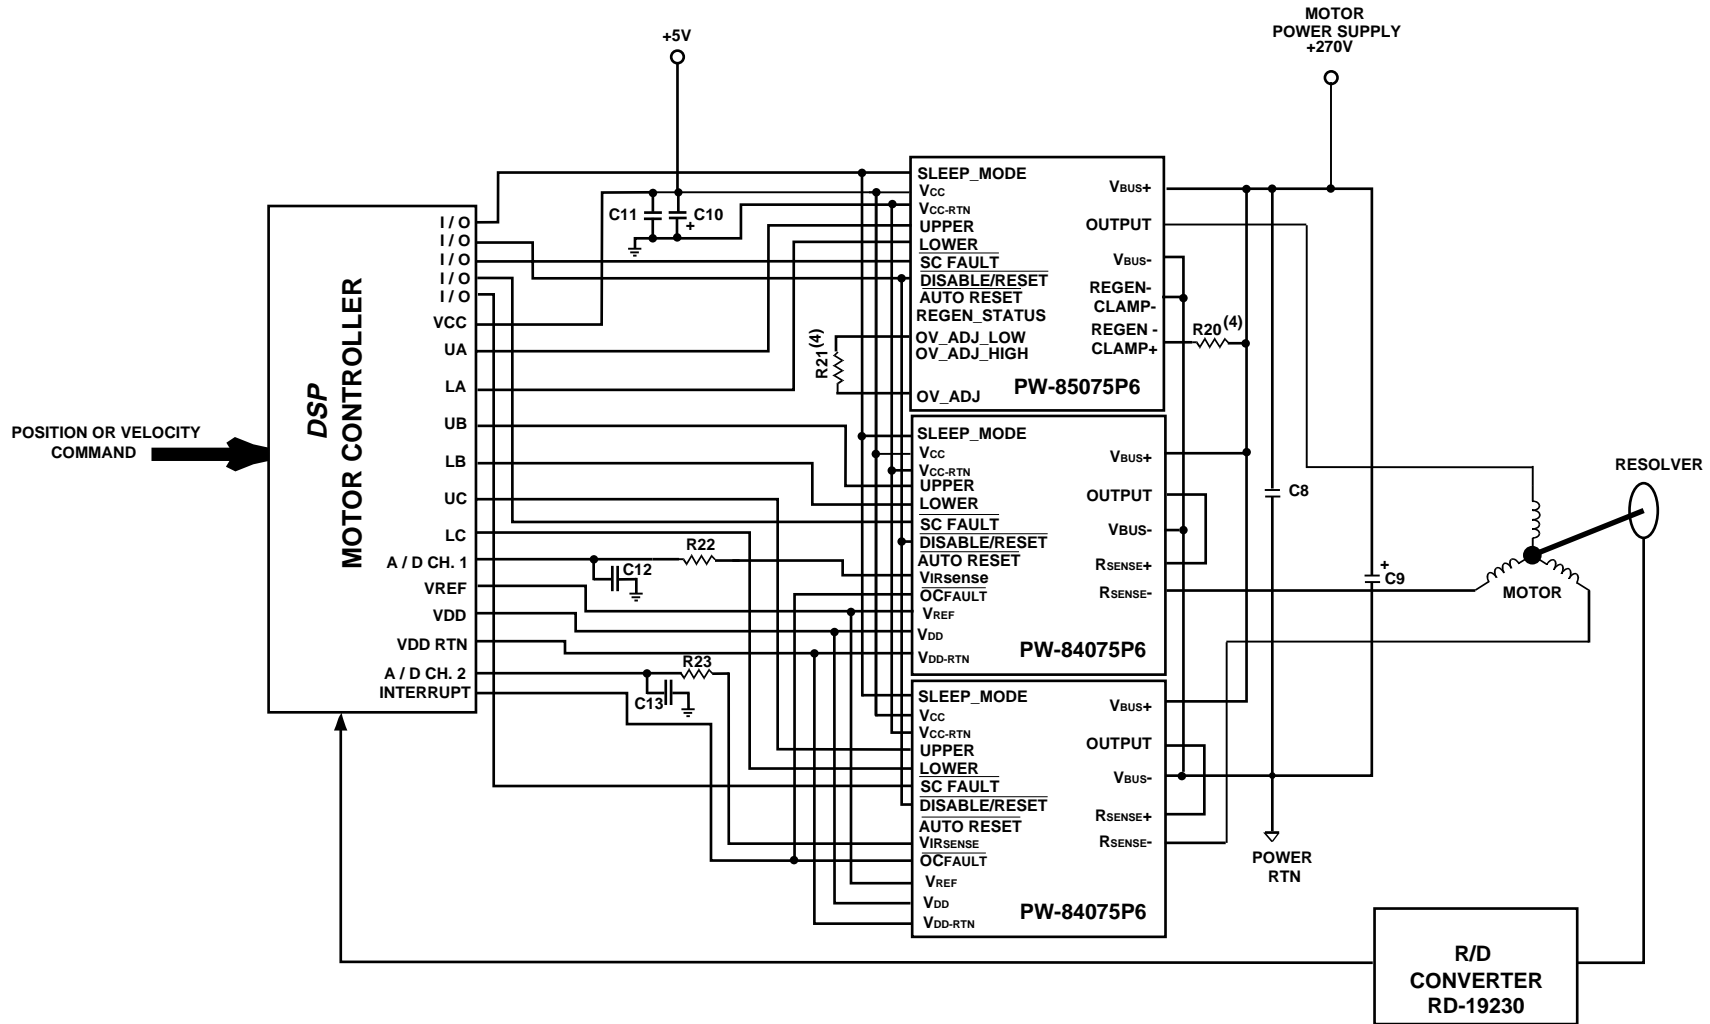 MOTOR
POWER SUPPLY
+270V
+5V
DSP
MOTOR CONTROLLER
POSITION OR VELOCITY
COMMAND
I / O
I / O
I / O
I / O
I / O
VCC
UA
LA
UB
LB
UC
LC
A / D CH. 1
VREF
VDD
VDD RTN
A / D CH. 2
INTERRUPT
C11
C10
+
R21 (4)
R22
C12
R23
C13
SLEEP_MODE
VCC
VCC-RTN
UPPER
LOWER
SC FAULT
DISABLE/RESET
AUTO RESET
REGEN_STATUS
OV_ADJ_LOW
OV_ADJ_HIGH
OV_ADJ
VBUS+
OUTPUT
VBUS-
REGEN-
CLAMP-
REGEN -
CLAMP+
PW-85075P6
R20 (4)
SLEEP_MODE
VCC
VCC-RTN
UPPER
LOWER
SC FAULT
DISABLE/RESET
AUTO RESET
VIRsense
OCFAULT
VREF
VDD
VDD-RTN
VBUS+
OUTPUT
VBUS-
RSENSE+
RSENSE-
PW-84075P6
SLEEP_MODE
VCC
VCC-RTN
UPPER
LOWER
SC FAULT
DISABLE/RESET
AUTO RESET
VIRSENSE
OCFAULT
VREF
VDD
VDD-RTN
VBUS+
OUTPUT
VBUS-
RSENSE+
RSENSE-
PW-84075P6
C8
+
C9
MOTOR
RESOLVER
POWER
RTN
R/D
CONVERTER
RD-19230